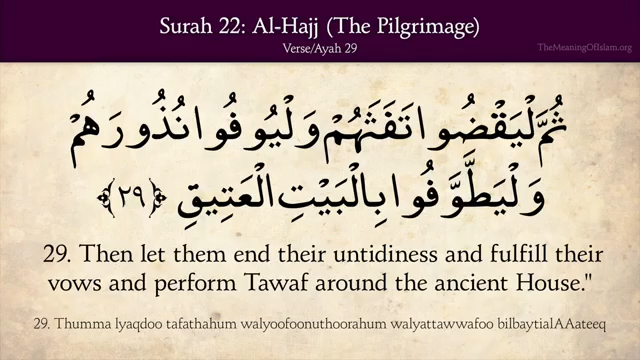 Surah 22: Al-Hajj (The Pilgrimage)
Verse/Ayah 29
TheMeaningOfIslam.org
ثُمَّ لْيَقْضُوا تَفَثَهُمْ وَلْيُوفُوا نُذُورَهُمْ
وَلْيَطَّوَّفُوا بِالْبَيْتِ الْعَتِيقِ ﴿٢٩﴾
29. Then let them end their untidiness and fulfill their
vows and perform Tawaf around the ancient House."
29. Thumma lyaqdoo tafathahum walyoofoonuthoorahum walyattawwafoo bilbaytialAAateeq